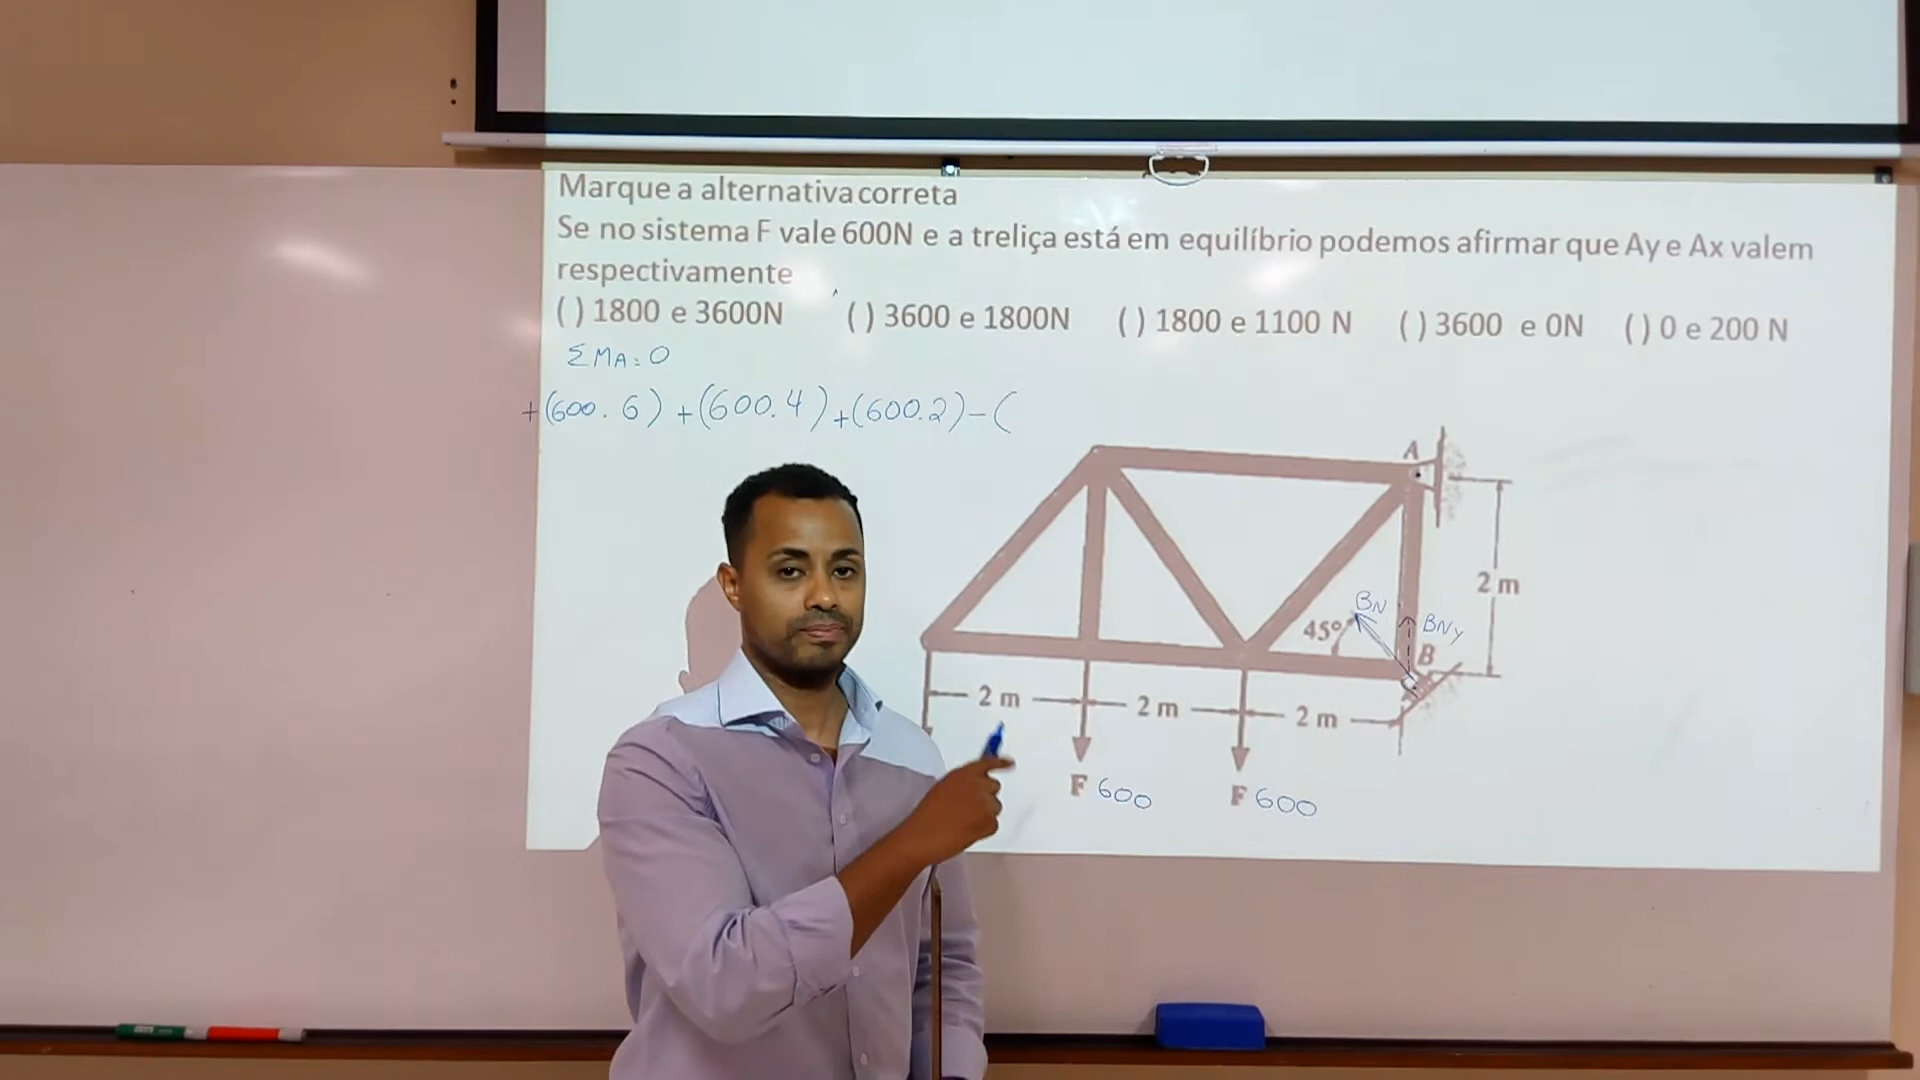 Marque a alternativa correta
Se no sistema F vale 600N e a treliça está em equilíbrio podemos afirmar que Ay e Ax valem
respectivamente
( ) 1800 e 3600N ( ) 3600 e 1800N ( ) 1800 e 1100 N ( ) 3600 e 0N ( ) 0 e 200 N
ΣMA=0
+(600.6) +(600.4) +(600.2)-(
A
2 m
BN
45°
BNy
B
2 m 2 m 2 m
F 600 F 600